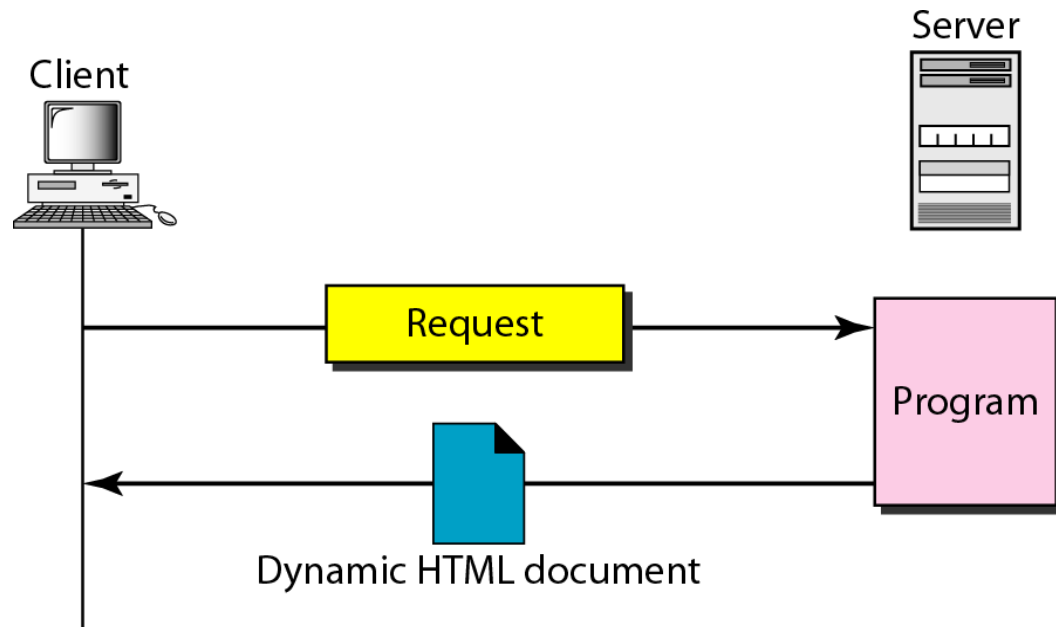 Server
Client
Request
Program
Dynamic HTML document